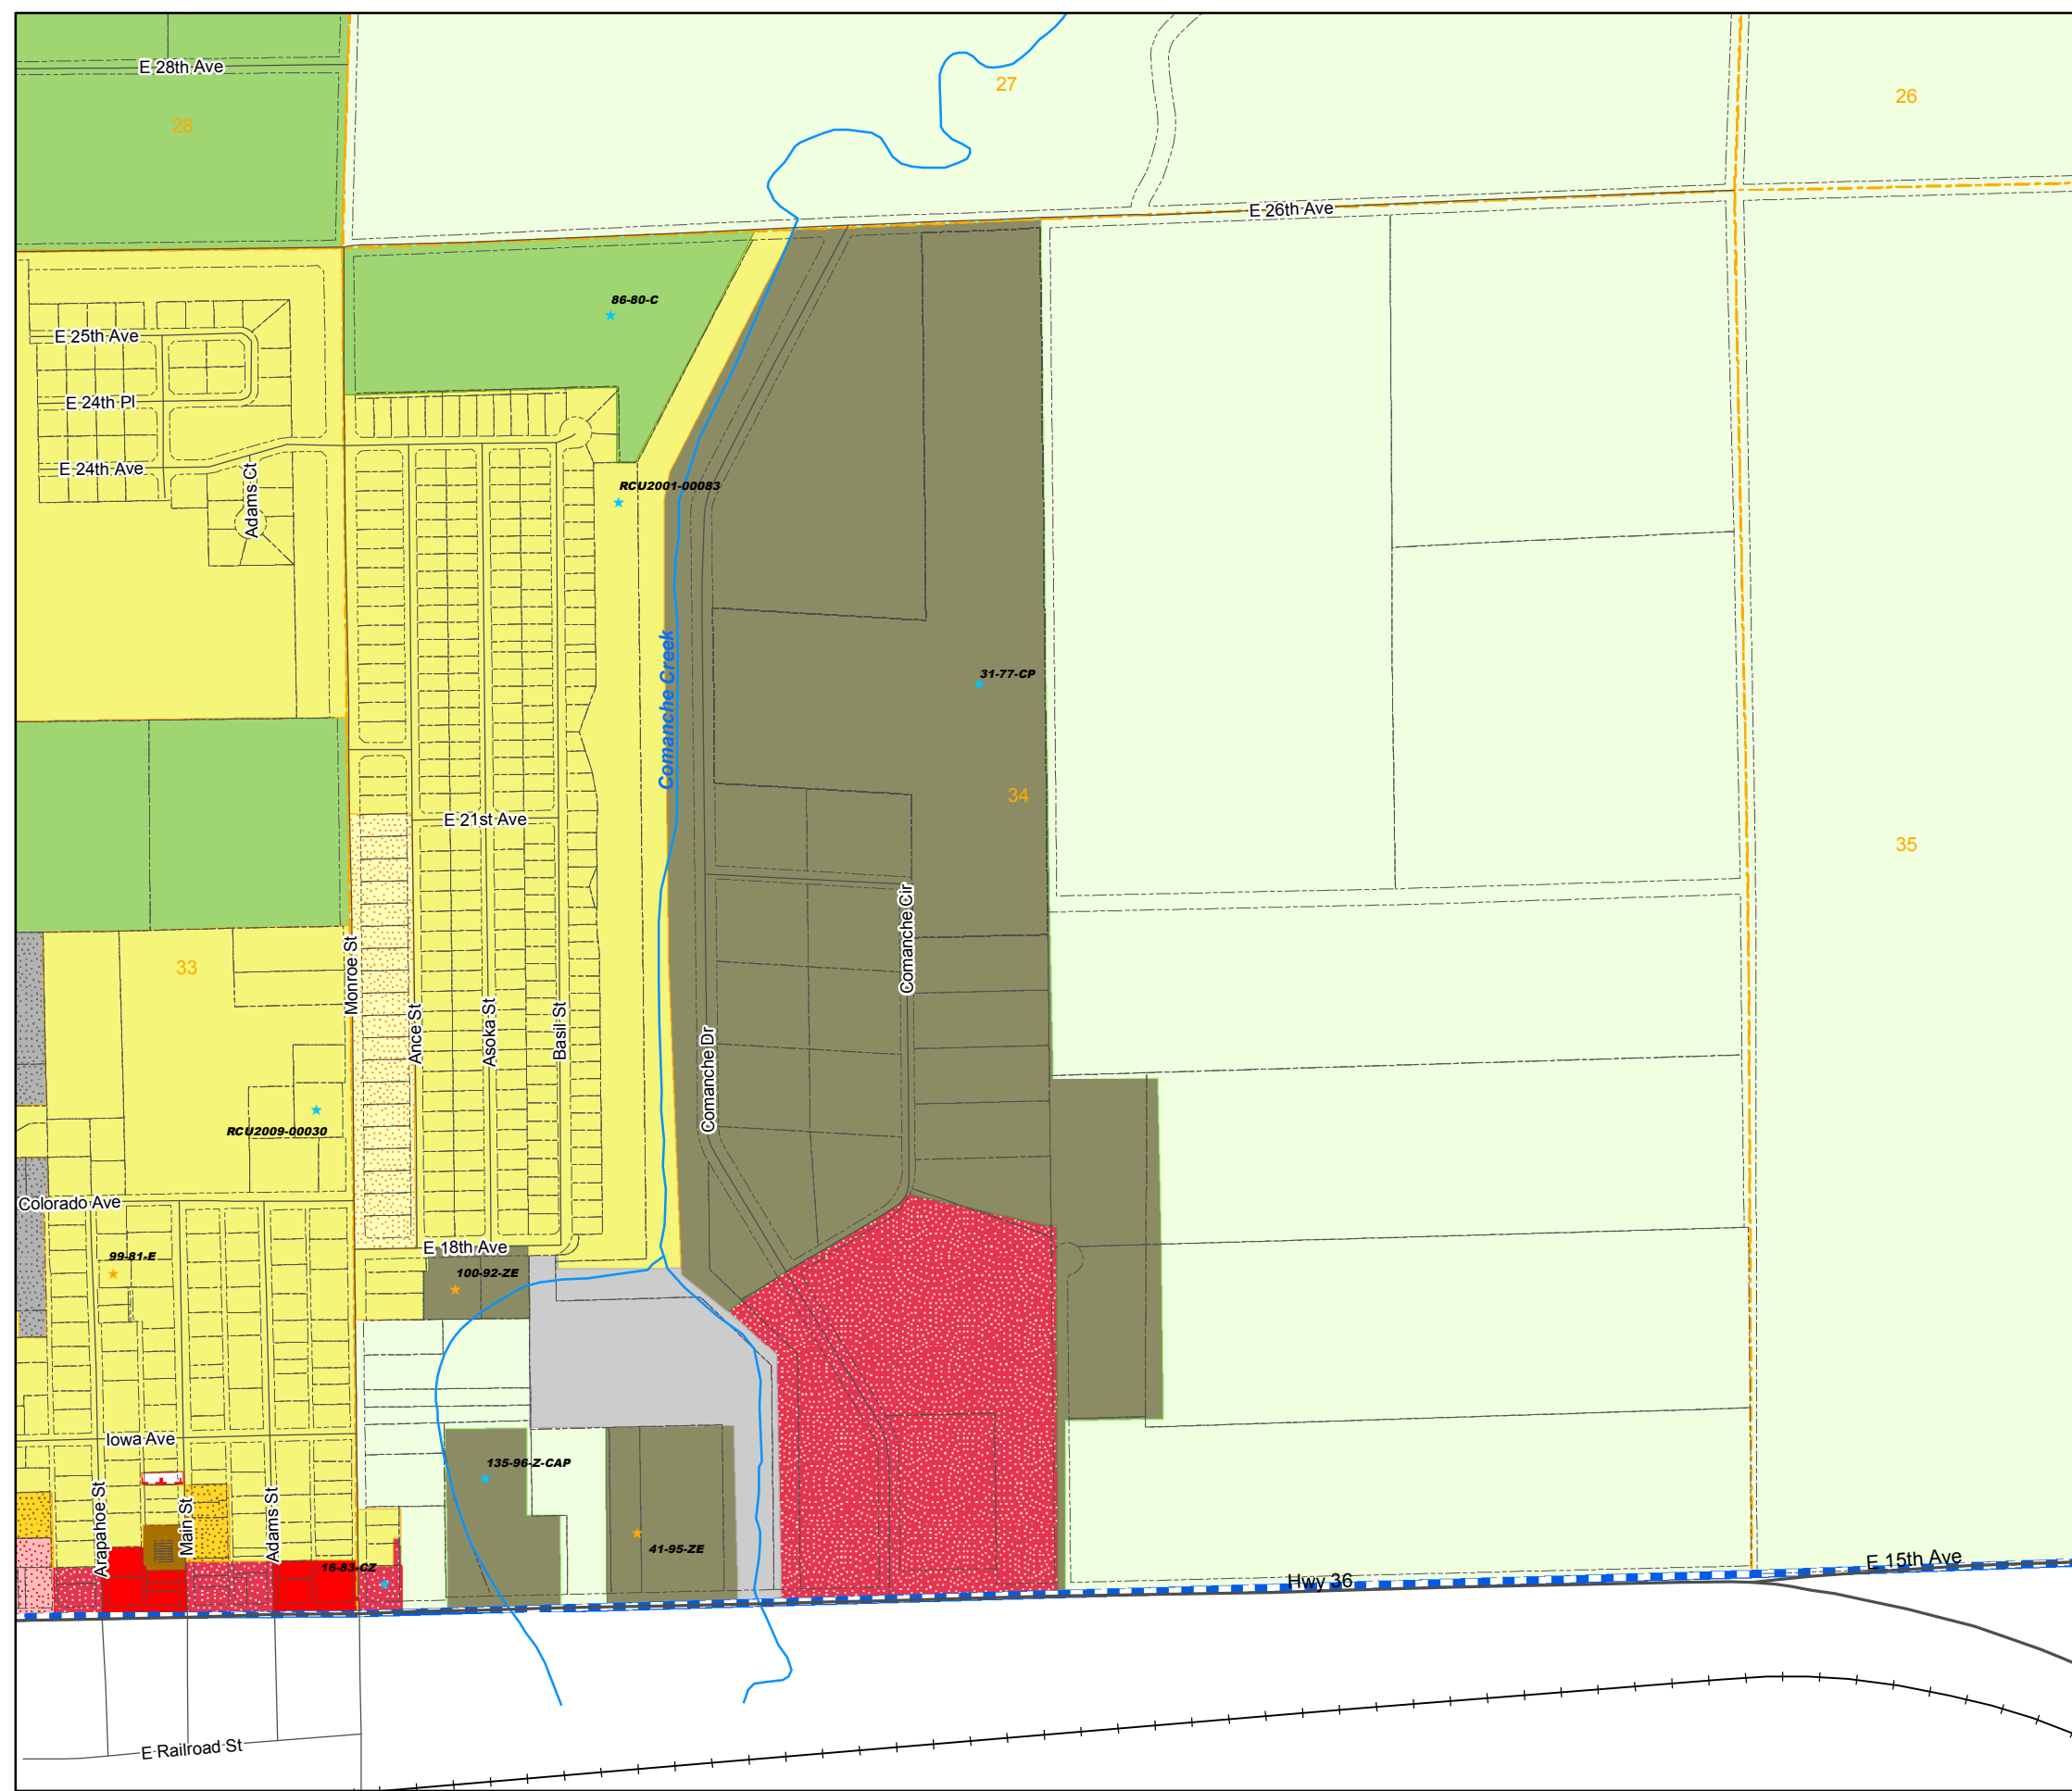 E 28th Ave
27
26
28
E 26th Ave
86-80-C
E 25th Ave
E 24th Pl
E 24th Ave
Adams Ct
RCU2001-00083
Comanche Creek
31-77-CP
34
E 21st Ave
35
Comanche Cir
33
Monroe St
Ance St
Asoka St
Basil St
Comanche Dr
RCU2009-00030
Colorado Ave
E 18th Ave
99-81-E
100-92-ZE
Iowa Ave
135-96-Z-CAP
Arapahoe St
Main St
Adams St
41-95-ZE
16-83-CZ
Hwy 36
E 15th Ave
E Railroad St